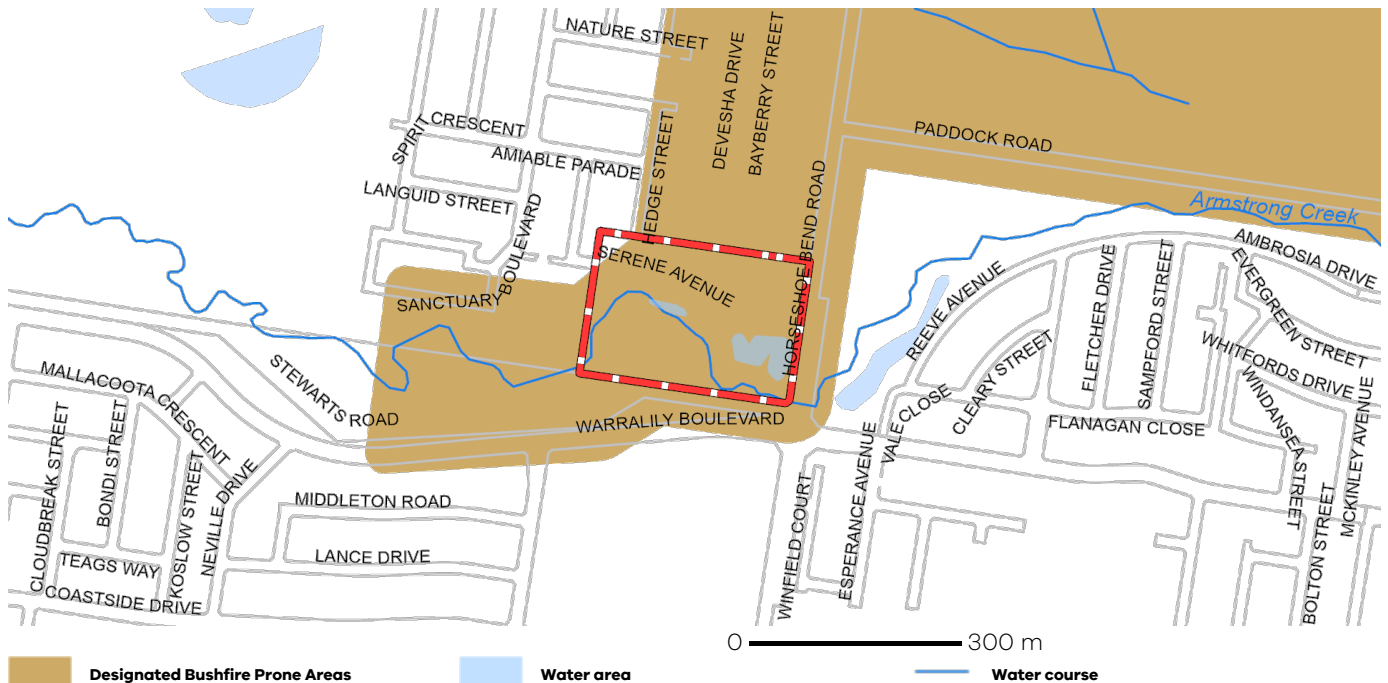 NATURE STREET
DEVESHA DRIVE
BAYBERRY STREET
SPIRIT
CRESCENT
AMIABLE PARADE
PADDOCK ROAD
LANGUID STREET
HEDGE STREET
BOULEVARD
SANCTUARY
SERENE AVENUE
HORSESHOE BEND ROAD
Armstrong Creek
AMBROSIA DRIVE
EVERGREEN STREET
REEVE AVENUE
FLETCHER DRIVE
SAMPFORD STREET
CLEARY STREET
WHITFORDS DRIVE
WINDANSEA STREET
MCKINLEY AVENUE
STEWARTS ROAD
MALLACOOTA CRESCENT
WARRALILY BOULEVARD
VALE CLOSE
FLANAGAN CLOSE
CLOUDBREAK STREET
BONDI STREET
KOSLOW STREET
NEVILLE DRIVE
MIDDLETON ROAD
LANCE DRIVE
TEAGS WAY
COASTSIDE DRIVE
WINFIELD COURT
ESPERANCE AVENUE
BOLTON STREET
0 300 m
Designated Bushfire Prone Areas
Water area
Water course